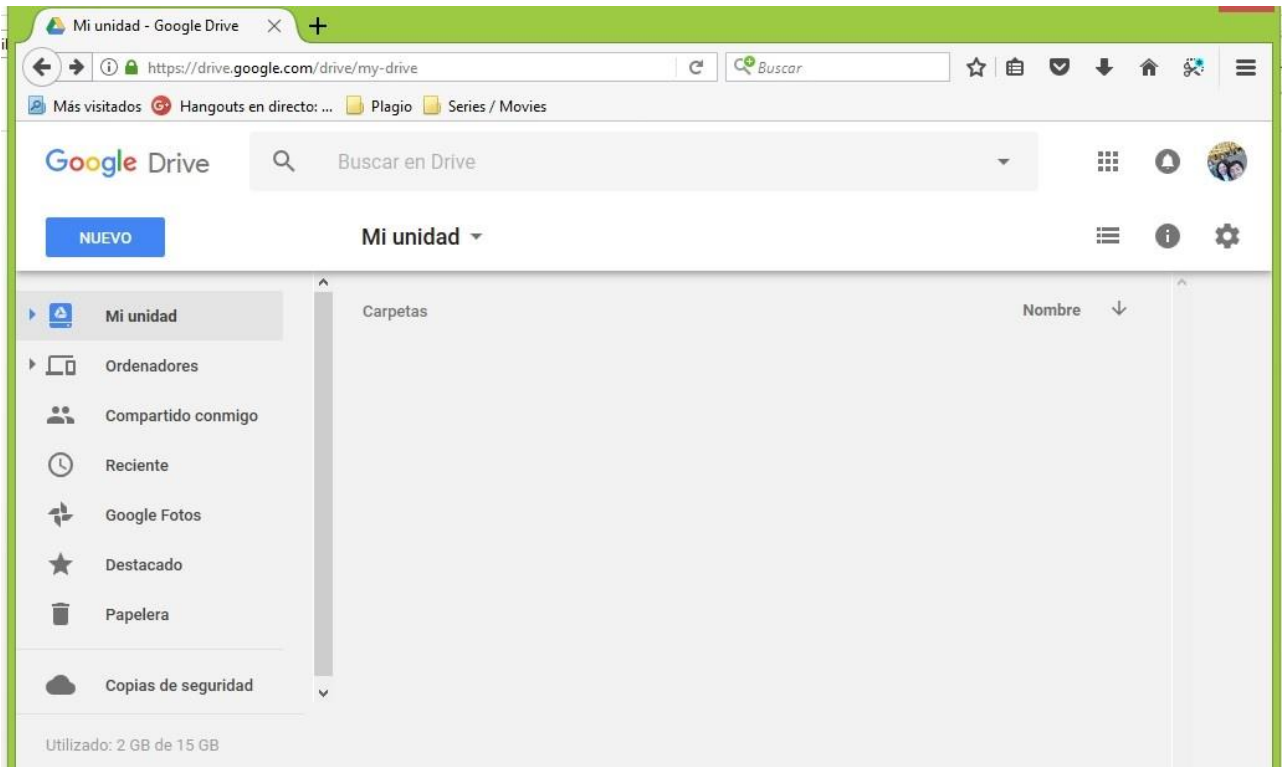 Mi unidad - Google Drive
https://drive.google.com/drive/my-drive
Buscar
Más visitados
Hangouts en directo: ...
Plagio
Series / Movies
Google Drive
Buscar en Drive
NUEVO
Mi unidad
Mi unidad
Ordenadores
Compartido conmigo
Reciente
Google Fotos
Destacado
Papelera
Copias de seguridad
Utilizado: 2 GB de 15 GB
Carpetas
Nombre